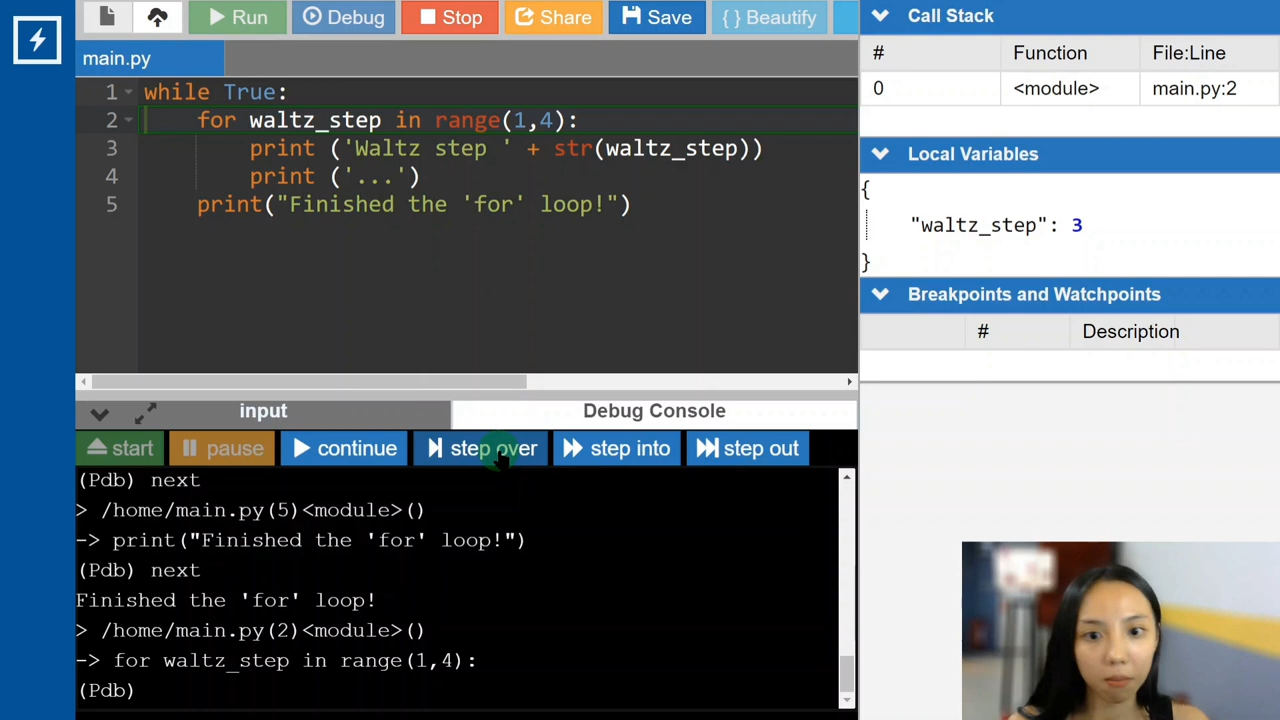 Run Debug Stop Share Save { } Beautify
main.py
1 while True:
2 for waltz_step in range(1,4):
3 print ('Waltz step ' + str(waltz_step))
4 print ('...')
5 print("Finished the 'for' loop!")
input Debug Console
start pause continue step over step into step out
(Pdb) next
> /home/main.py(5)<module>()
-> print("Finished the 'for' loop!")
(Pdb) next
Finished the 'for' loop!
> /home/main.py(2)<module>()
-> for waltz_step in range(1,4):
(Pdb)
Call Stack
# Function File:Line
0 <module> main.py:2
Local Variables
{
"waltz_step": 3
}
Breakpoints and Watchpoints
# Description